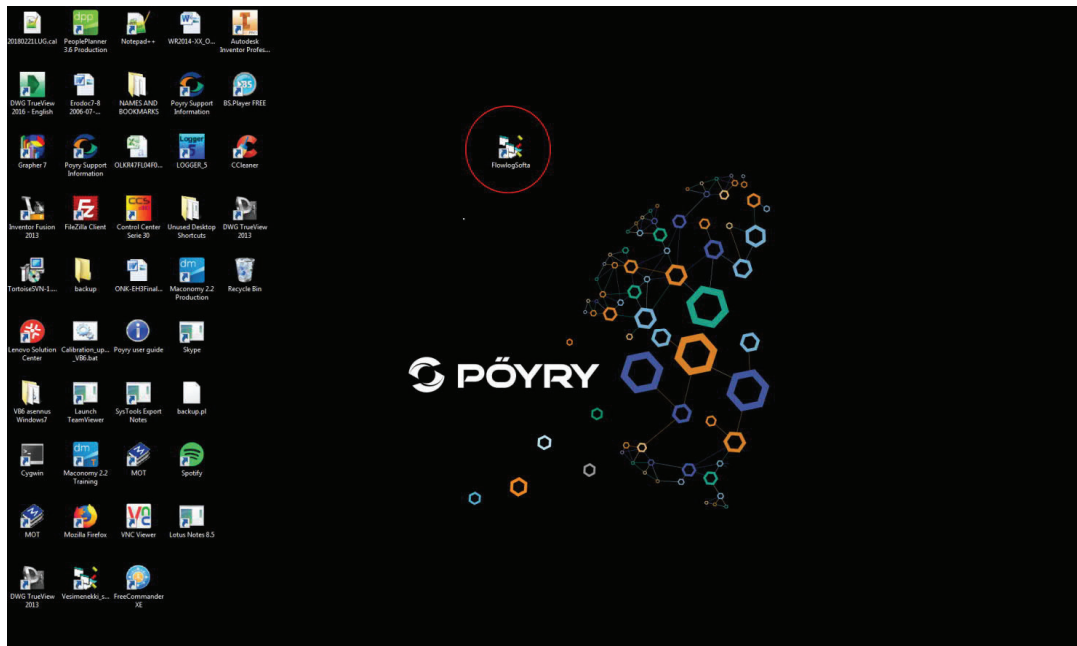 20180221LUG.cal
PeoplePlanner
3.6 Production
Notepad++
WR2014-XX_O...
Autodesk
Inventor Profes...
DWG TrueView
2016 - English
Erodoc7-8
2006-07-...
NAMES AND
BOOKMARKS
Poyry Support
Information
BS.Player FREE
Grapher 7
Poyry Support
Information
OLKR47FL04F0...
LOGGER_5
CCleaner
FlowlogSofta
Inventor Fusion
2013
FileZilla Client
Control Center
Serie 30
Unused Desktop
Shortcuts
DWG TrueView
2013
TortoiseSVN-1....
backup
ONK-EH3Final...
Maconomy 2.2
Production
Recycle Bin
Lenovo Solution
Center
Calibration_up...
_VB6.bat
Poyry user guide
Skype
PÖYRY
VB6 asennus
Windows7
Launch
TeamViewer
SysTools Export
Notes
backup.pl
Cygwin
Maconomy 2.2
Training
MOT
Spotify
MOT
Mozilla Firefox
VNC Viewer
Lotus Notes 8.5
DWG TrueView
2013
Vesimenekki_s...
FreeCommander
XE